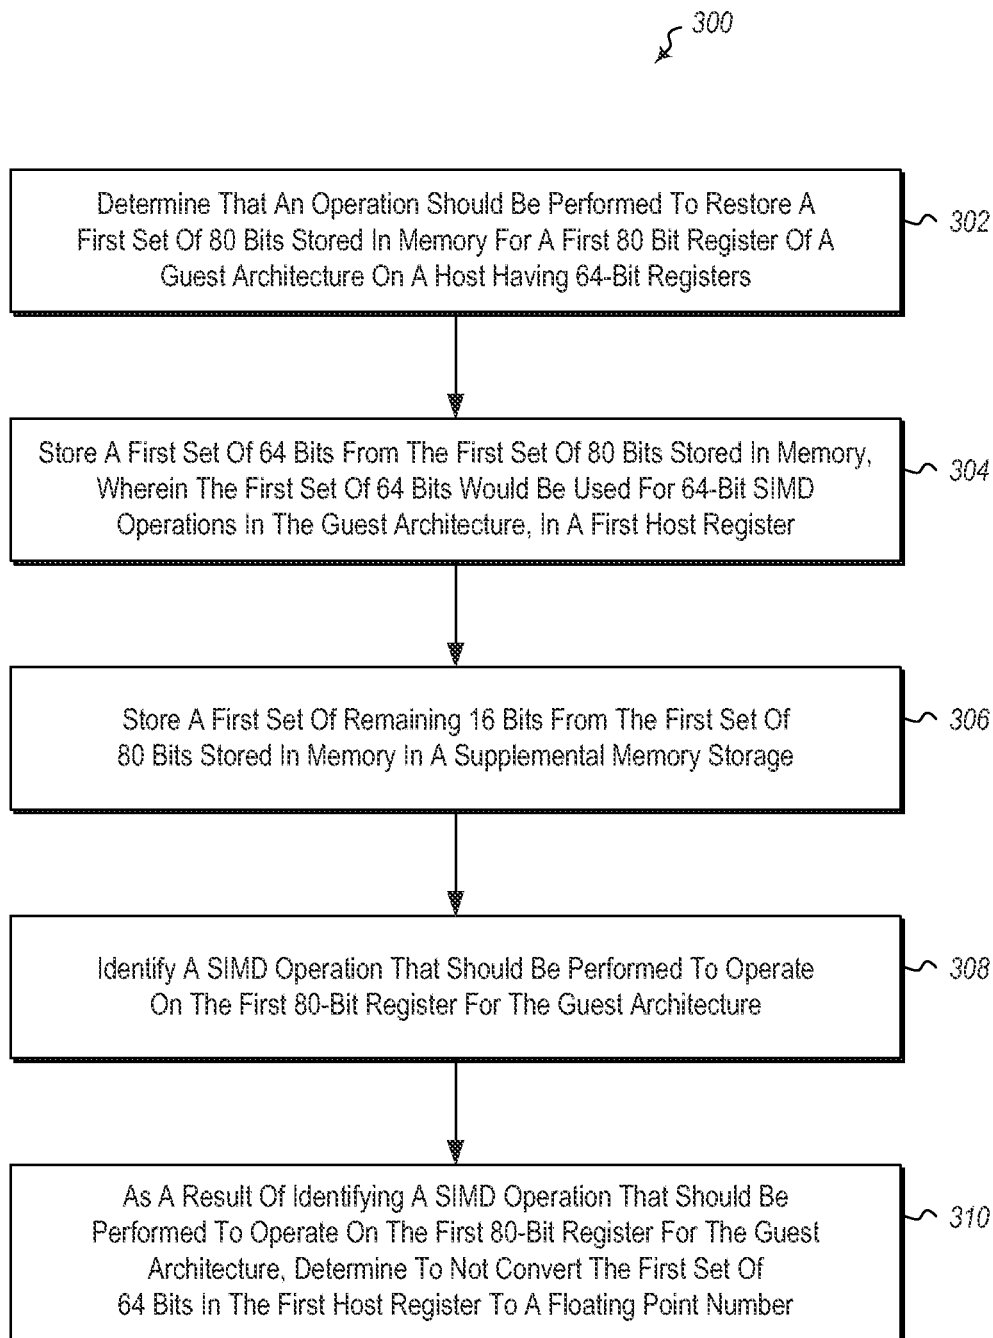 300
Determine That An Operation Should Be Performed To Restore A
First Set Of 80 Bits Stored In Memory For A First 80 Bit Register Of A
Guest Architecture On A Host Having 64-Bit Registers
302
Store A First Set Of 64 Bits From The First Set Of 80 Bits Stored In Memory,
Wherein The First Set Of 64 Bits Would Be Used For 64-Bit SIMD
Operations In The Guest Architecture, In A First Host Register
304
Store A First Set Of Remaining 16 Bits From The First Set Of
80 Bits Stored In Memory In A Supplemental Memory Storage
306
Identify A SIMD Operation That Should Be Performed To Operate
On The First 80-Bit Register For The Guest Architecture
308
As A Result Of Identifying A SIMD Operation That Should Be
Performed To Operate On The First 80-Bit Register For The Guest
Architecture, Determine To Not Convert The First Set Of
64 Bits In The First Host Register To A Floating Point Number
310